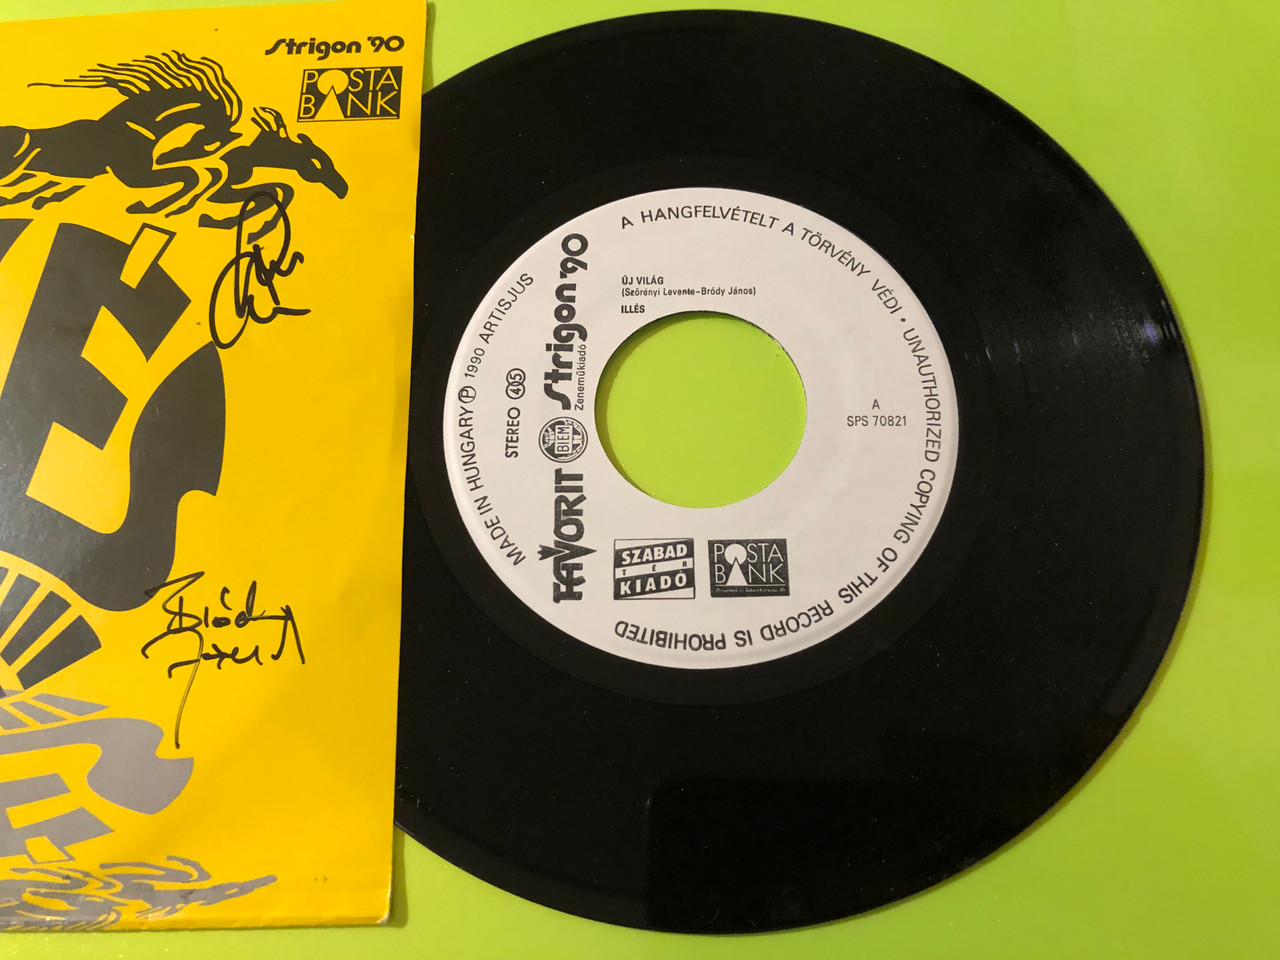 Strigon '90
POSTA
BANK
Bródy
János
A HANGFELVÉTELT A TÖRVÉNY VÉDI • UNAUTHORIZED COPYING OF THIS RECORD IS PROHIBITED
MADE IN HUNGARY Ⓟ 1990 ARTISJUS
STEREO 45
FAVORIT
BIEM
Strigon '90
Zeneműkiadó
ÚJ VILÁG
(Szörényi Levente–Bródy János)
ILLÉS
A
SPS 70821
SZABAD
TÉR
KIADÓ
POSTA
BANK